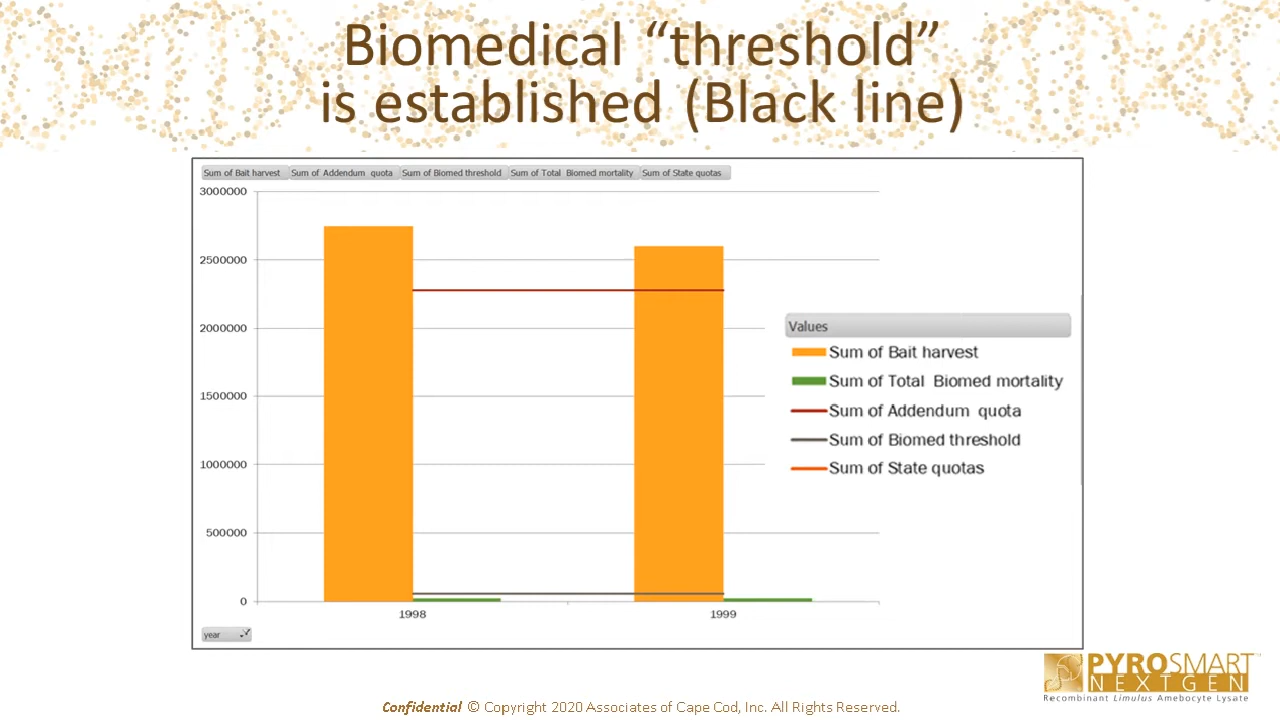 Biomedical “threshold”
is established (Black line)
Sum of Bait harvest Sum of Addendum quota Sum of Biomed threshold Sum of Total Biomed mortality Sum of State quotas
3000000
2500000
2000000
1500000
1000000
500000
0
1998 1999
year
Values
Sum of Bait harvest
Sum of Total Biomed mortality
Sum of Addendum quota
Sum of Biomed threshold
Sum of State quotas
PYROSMART™
NEXTGEN
Recombinant Limulus Amebocyte Lysate
Confidential © Copyright 2020 Associates of Cape Cod, Inc. All Rights Reserved.